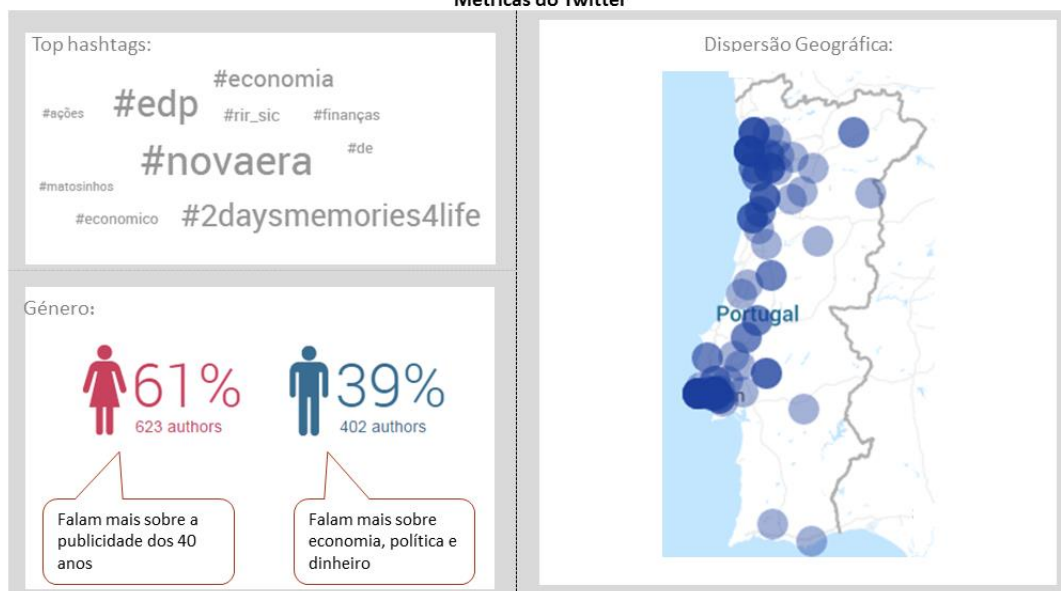 Métricas do Twitter
Top hashtags:
#economia
#edp
#ações
#rir_sic
#finanças
#de
#novaera
#matosinhos
#economico
#2daysmemories4life
Género:
61%
623 authors
39%
402 authors
Falam mais sobre a
publicidade dos 40
anos
Falam mais sobre
economia, política e
dinheiro
Dispersão Geográfica:
Portugal